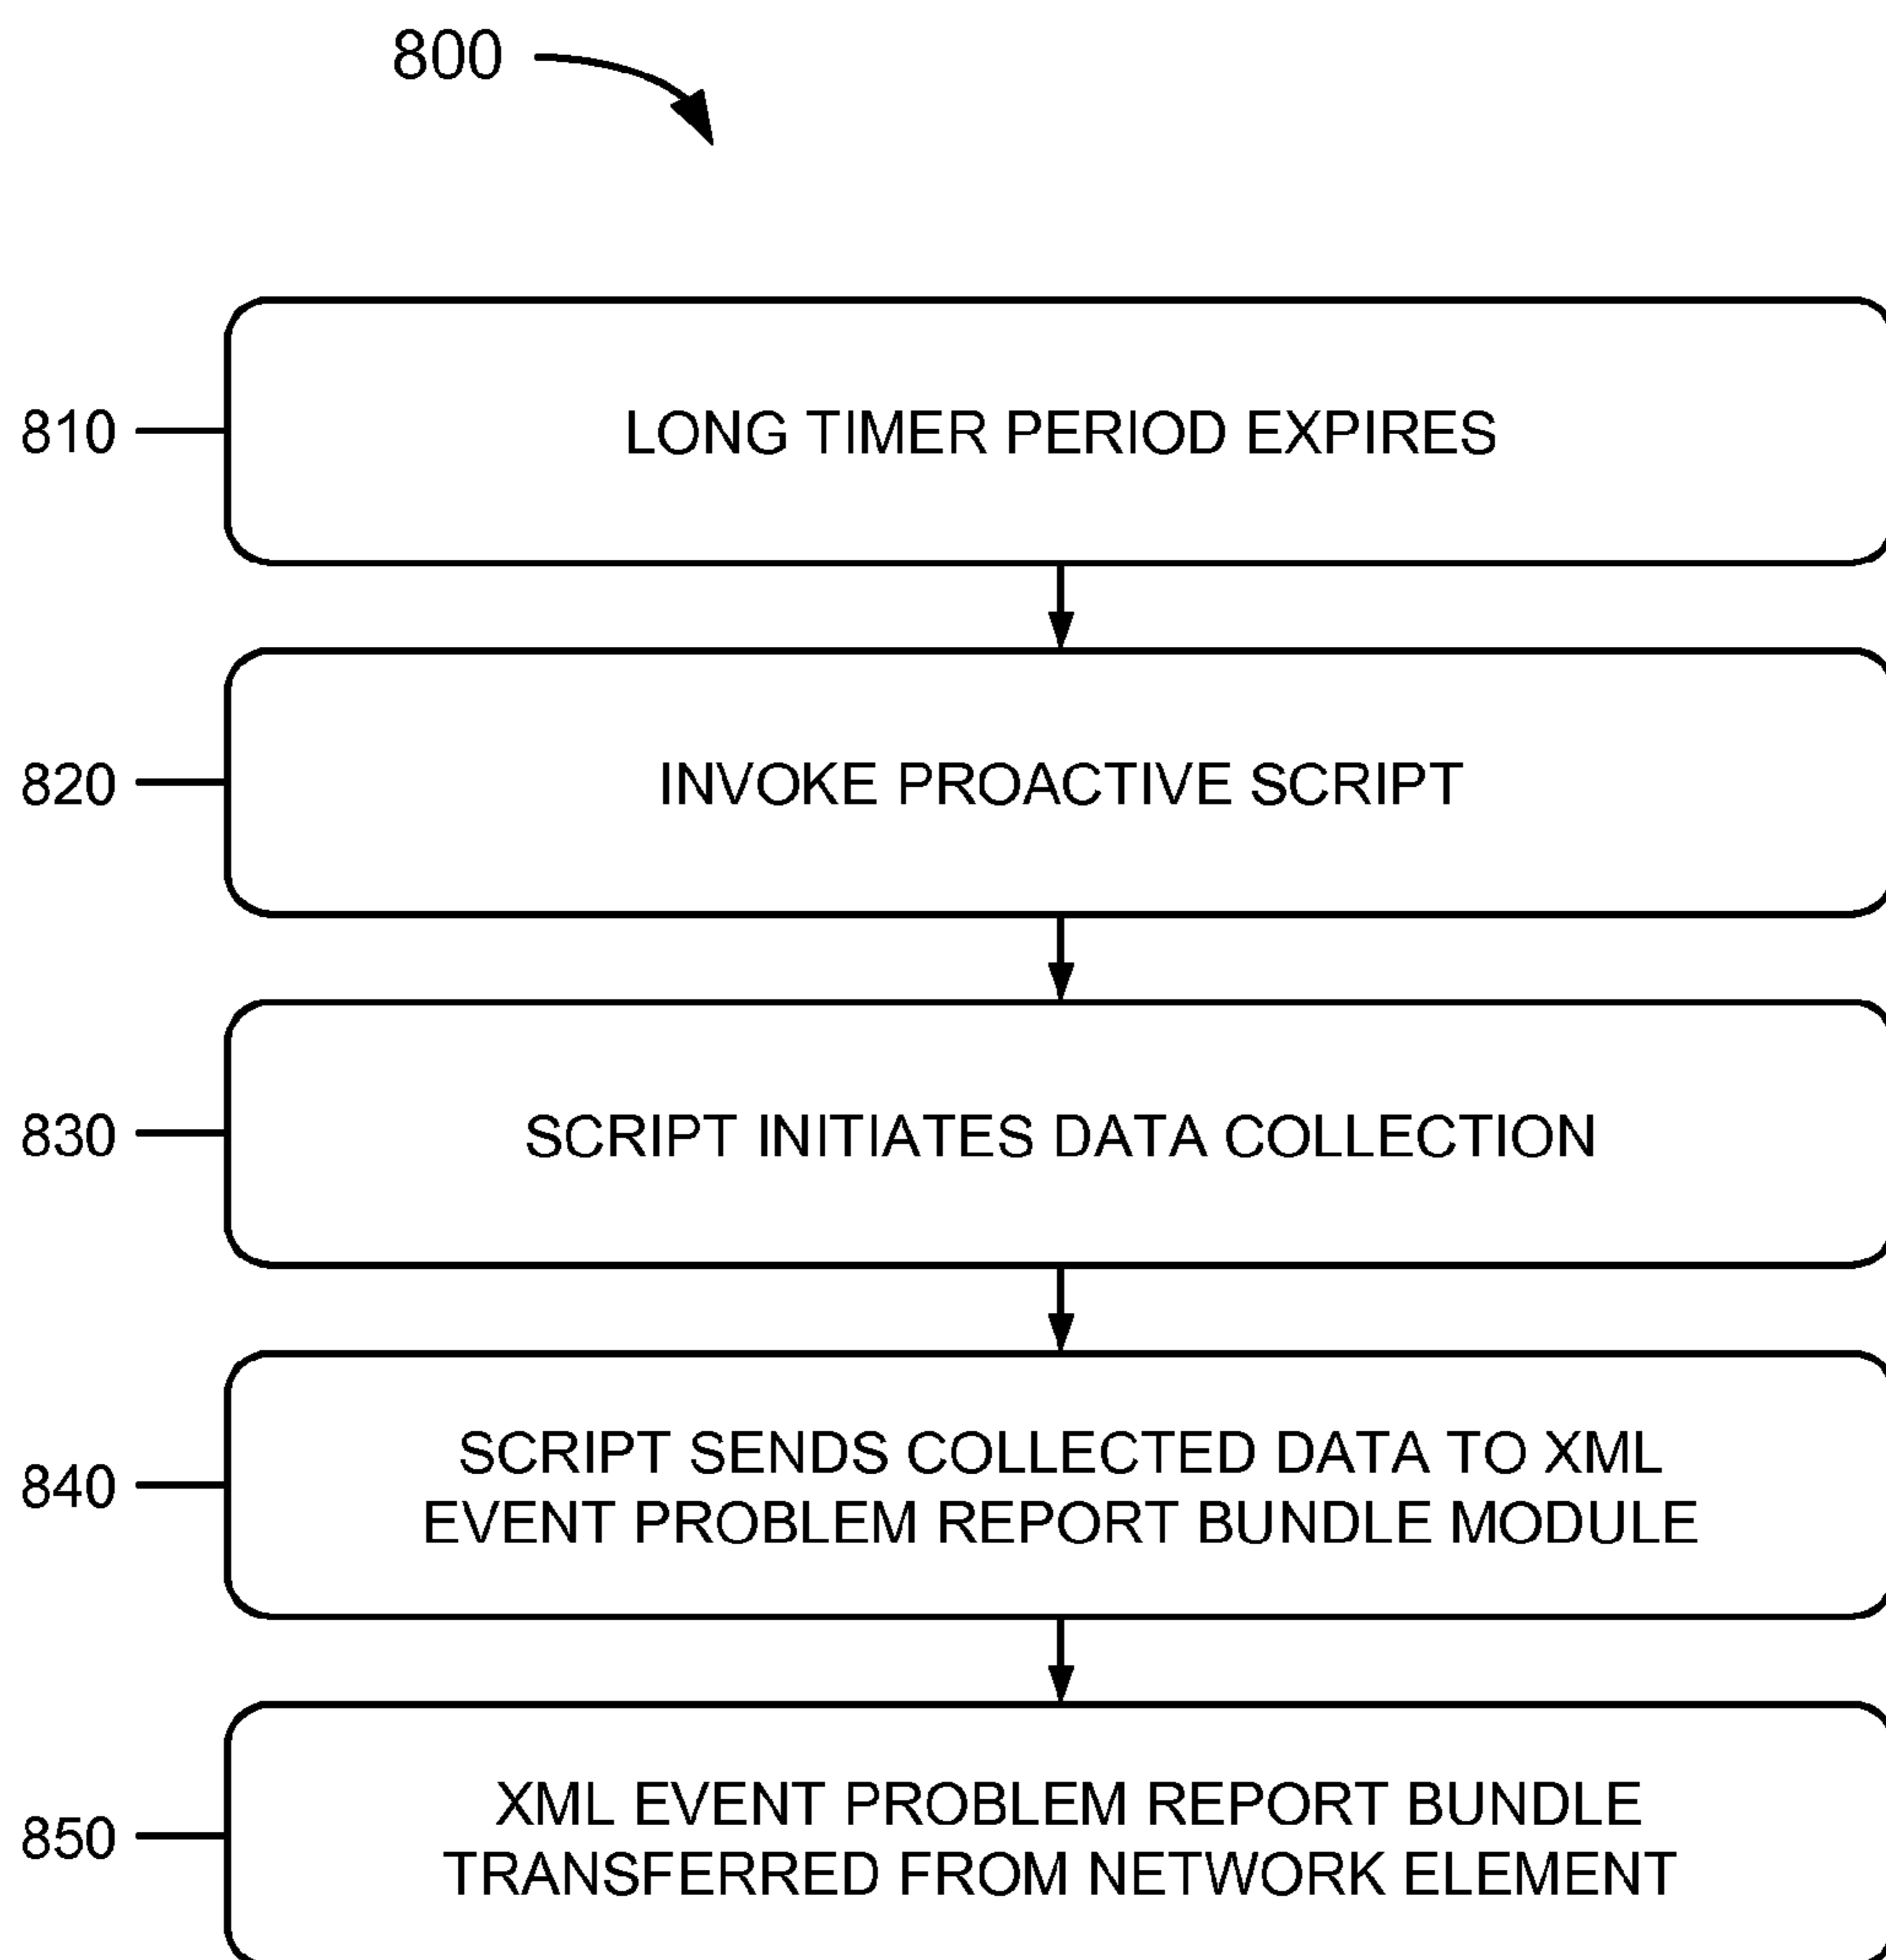 800
810
LONG TIMER PERIOD EXPIRES
820
INVOKE PROACTIVE SCRIPT
830
SCRIPT INITIATES DATA COLLECTION
840
SCRIPT SENDS COLLECTED DATA TO XML
EVENT PROBLEM REPORT BUNDLE MODULE
850
XML EVENT PROBLEM REPORT BUNDLE
TRANSFERRED FROM NETWORK ELEMENT